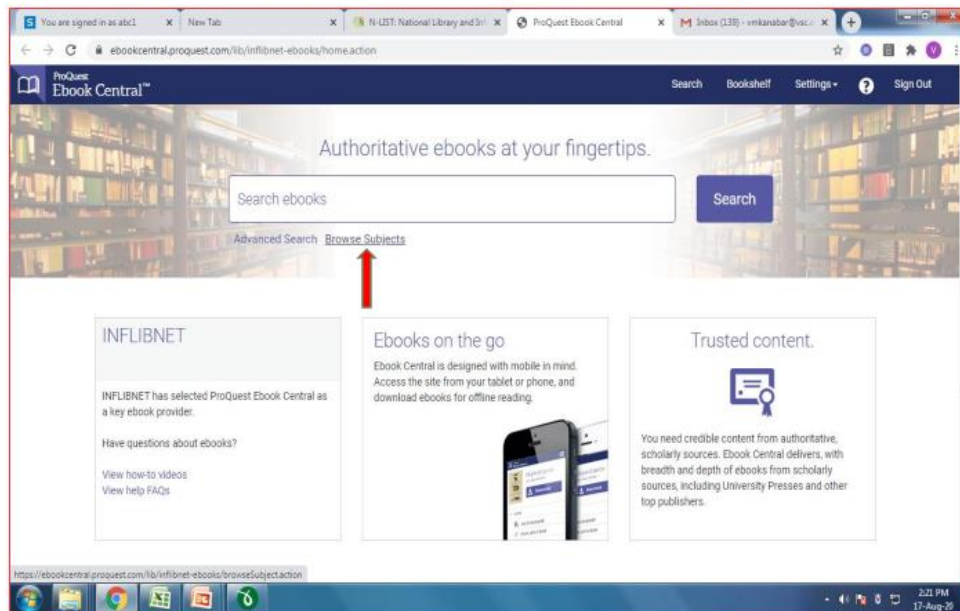 You are signed in as abc1
New Tab
N-LIST: National Library and In
ProQuest Ebook Central
Inbox (139) - vmkanabar@vsc.
ebookcentral.proquest.com/lib/inflibnet-ebooks/home.action
ProQuest
Ebook Central™
Search Bookshelf Settings ? Sign Out
Authoritative ebooks at your fingertips.
Search ebooks
Search
Advanced Search Browse Subjects
INFLIBNET
INFLIBNET has selected ProQuest Ebook Central as
a key ebook provider.
Have questions about ebooks?
View how-to videos
View help FAQs
Ebooks on the go
Ebook Central is designed with mobile in mind.
Access the site from your tablet or phone, and
download ebooks for offline reading.
Trusted content.
You need credible content from authoritative,
scholarly sources. Ebook Central delivers, with
breadth and depth of ebooks from scholarly
sources, including University Presses and other
top publishers.
https://ebookcentral.proquest.com/lib/inflibnet-ebooks/browseSubject.action
2:21 PM
17-Aug-20